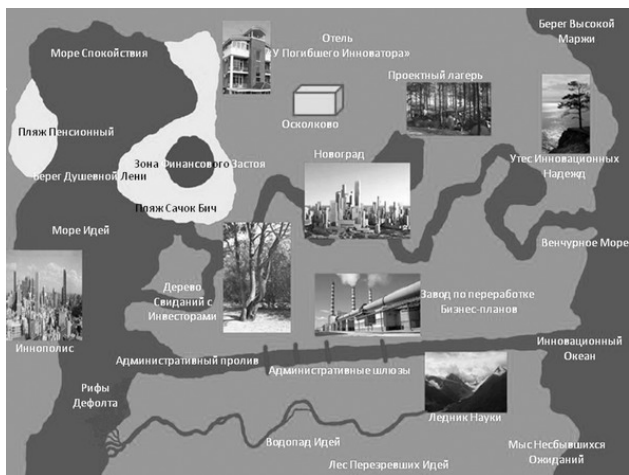 Берег Высокой
Маржи
Отель
У Погибшего Инноватора»
Море Спокойствия
Проектный лагерь
Осколково
Пляж Пенсионный
Зона Финансового Застоя
Новоград
Утес Инновационных
Надежд
Берег Душевной Лени
Пляж Сачок Бич
Море Идей
Венчурное Море
Дерево
Свиданий с
Инвесторами
Завод по переработке
Бизнес-планов
Иннополис
Инновационный
Океан
Административный пролив
Административные шлюзы
Рифы
Дефолта
Ледник Науки
Водопад Идей
Мыс Несбывшихся
Ожиданий
Лес Перезревших Идей